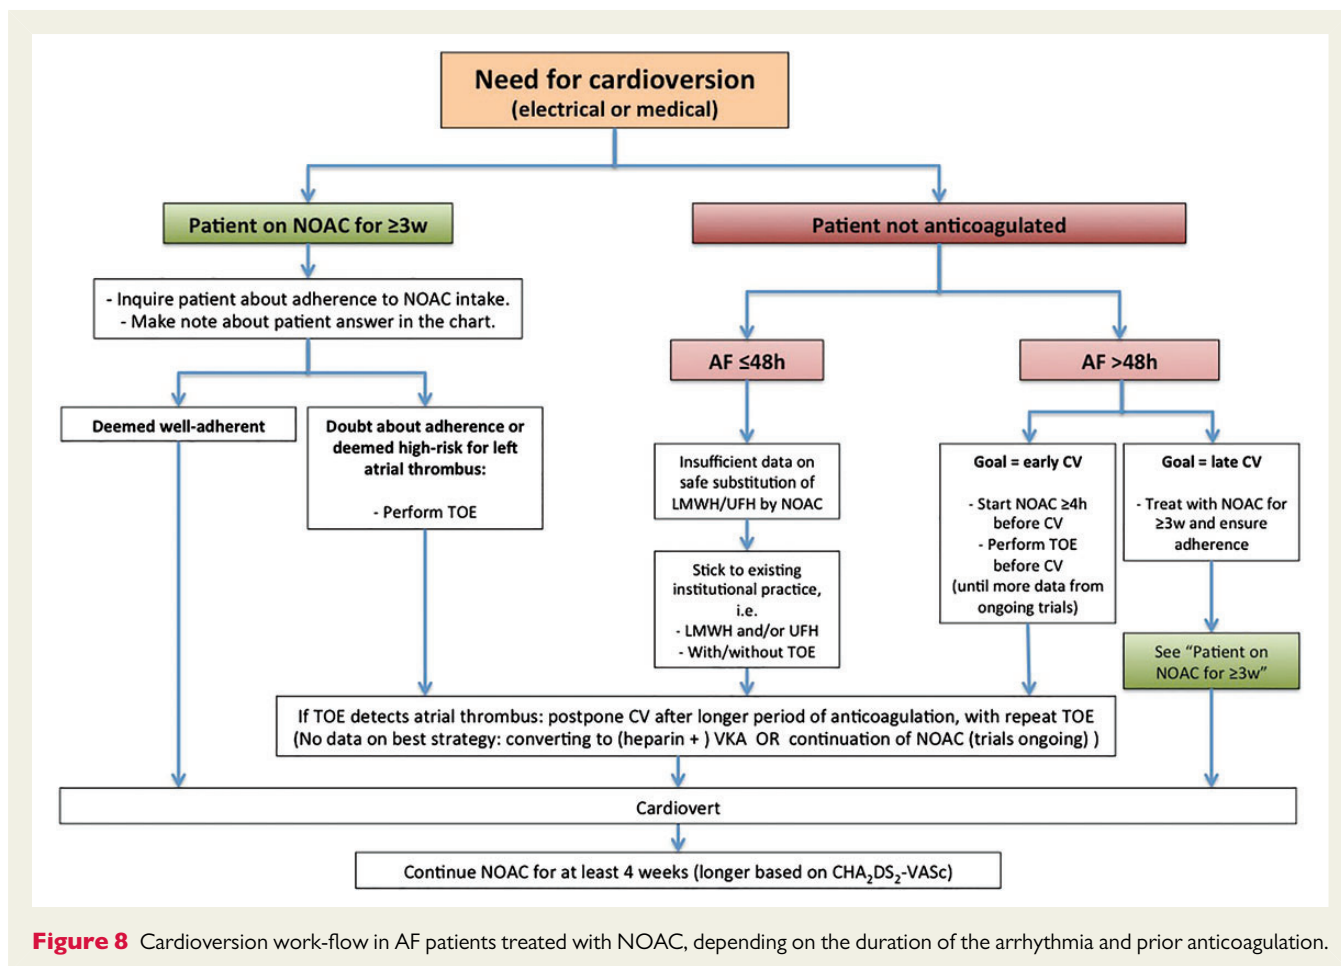 Need for cardioversion
(electrical or medical)
Patient on NOAC for ≥3w
Patient not anticoagulated
- Inquire patient about adherence to NOAC intake.
- Make note about patient answer in the chart.
AF ≤48h
AF >48h
Deemed well-adherent
Doubt about adherence or
deemed high-risk for left
atrial thrombus:
- Perform TOE
Insufficient data on
safe substitution of
LMWH/UFH by NOAC
Goal = early CV
- Start NOAC ≥4h
before CV
- Perform TOE
before CV
(until more data from
ongoing trials)
Goal = late CV
- Treat with NOAC for
≥3w and ensure
adherence
Stick to existing
institutional practice,
i.e.
- LMWH and/or UFH
- With/without TOE
See “Patient on
NOAC for ≥3w”
If TOE detects atrial thrombus: postpone CV after longer period of anticoagulation, with repeat TOE
(No data on best strategy: converting to (heparin + ) VKA OR continuation of NOAC (trials ongoing) )
Cardiovert
Continue NOAC for at least 4 weeks (longer based on CHA₂DS₂-VASc)
Figure 8 Cardioversion work-flow in AF patients treated with NOAC, depending on the duration of the arrhythmia and prior anticoagulation.